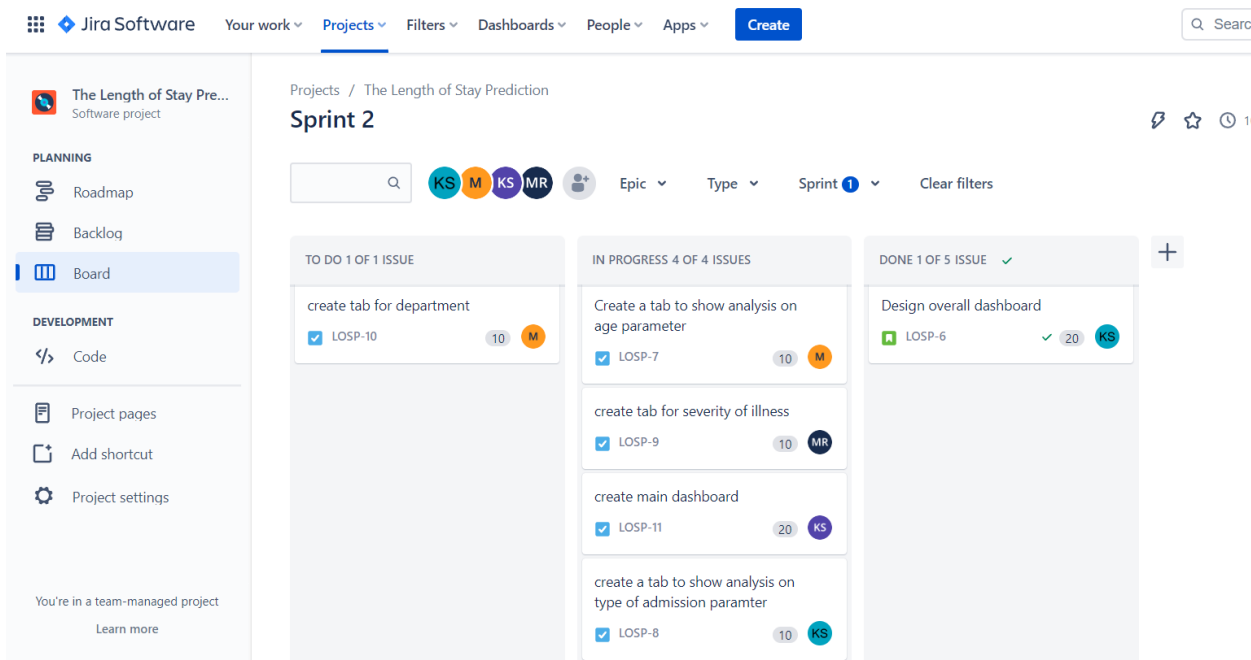 Jira Software
Your work
Projects
Filters
Dashboards
People
Apps
Create
Searc
The Length of Stay Pre...
Software project
PLANNING
Roadmap
Backlog
Board
DEVELOPMENT
Code
Project pages
Add shortcut
Project settings
You're in a team-managed project
Learn more
Projects / The Length of Stay Prediction
Sprint 2
KS M KS MR
Epic
Type
Sprint 1
Clear filters
TO DO 1 OF 1 ISSUE
create tab for department
LOSP-10 10 M
IN PROGRESS 4 OF 4 ISSUES
Create a tab to show analysis on
age parameter
LOSP-7 10 M
create tab for severity of illness
LOSP-9 10 MR
create main dashboard
LOSP-11 20 KS
create a tab to show analysis on
type of admission paramter
LOSP-8 10 KS
DONE 1 OF 5 ISSUE
Design overall dashboard
LOSP-6 20 KS